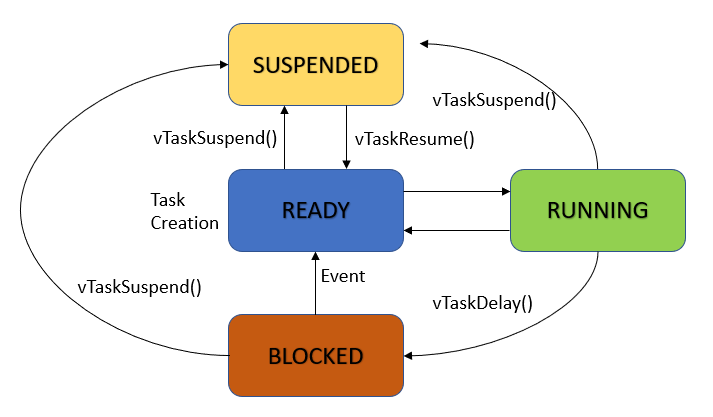 SUSPENDED
vTaskSuspend()
vTaskSuspend()
vTaskResume()
Task
Creation
READY
RUNNING
Event
vTaskSuspend()
vTaskDelay()
BLOCKED